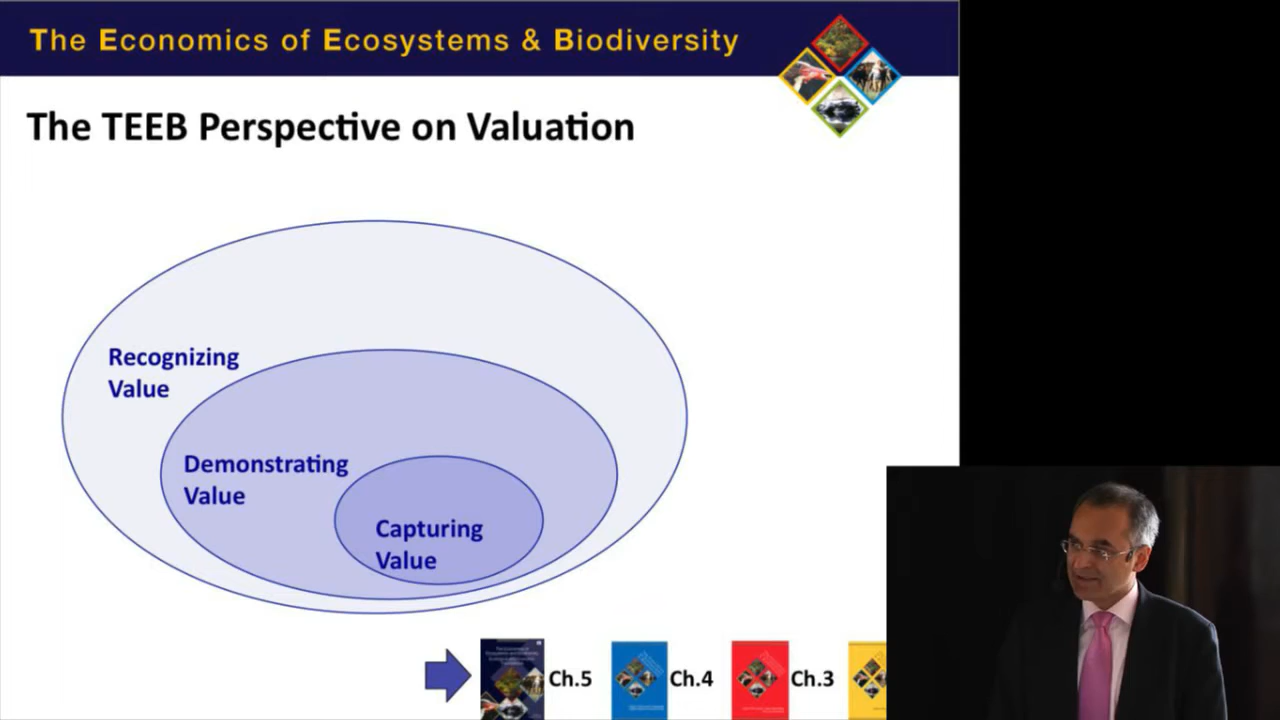 The Economics of Ecosystems & Biodiversity
The TEEB Perspective on Valuation
Recognizing
Value
Demonstrating
Value
Capturing
Value
Ch.5
Ch.4
Ch.3